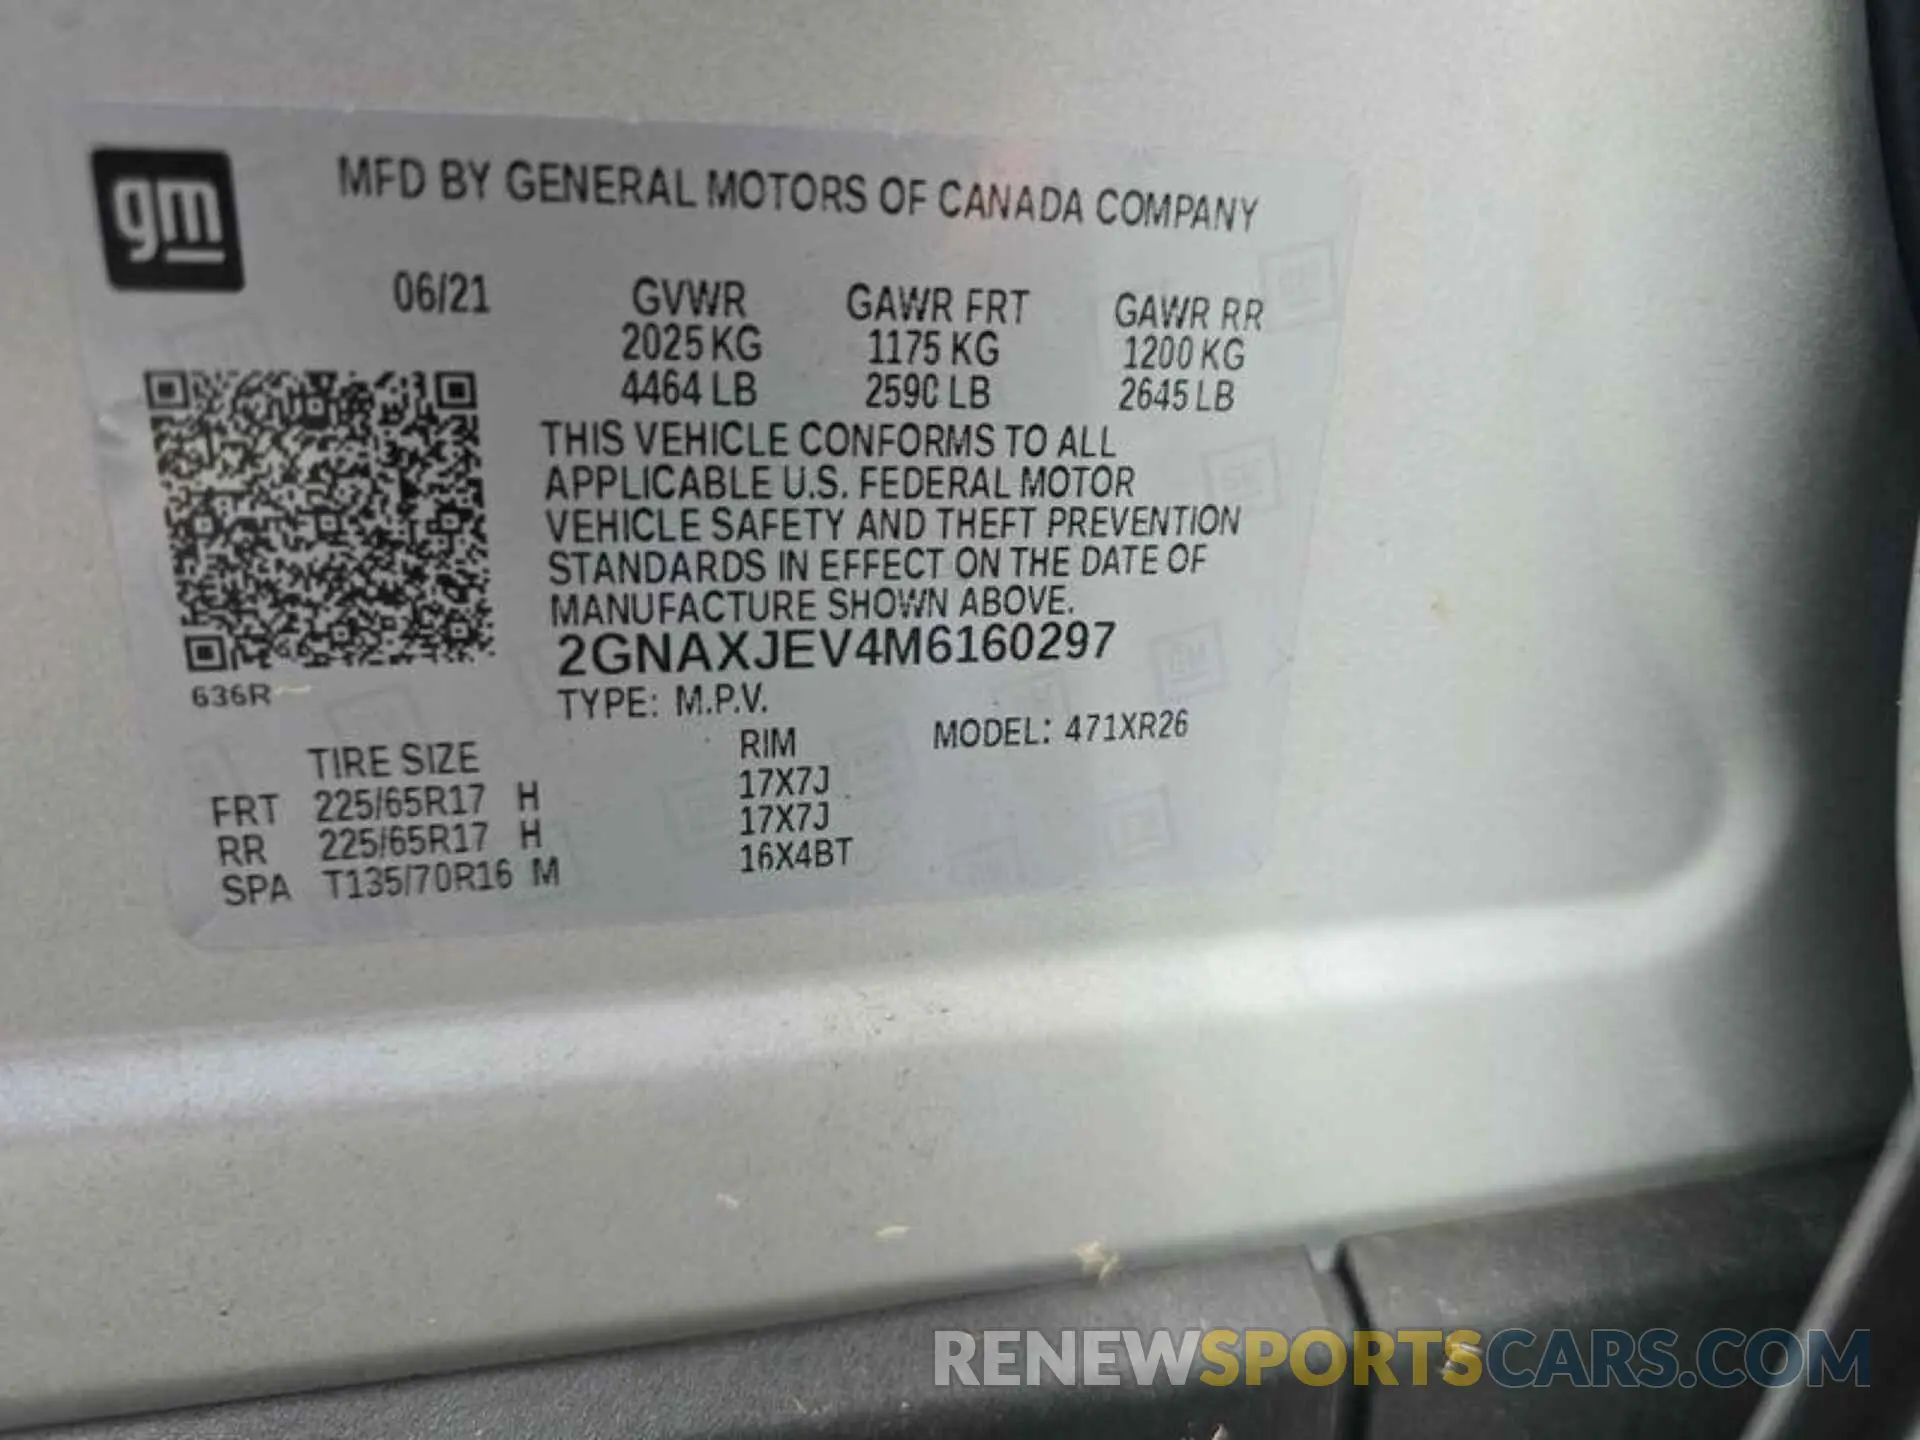 gm
MFD BY GENERAL MOTORS OF CANADA COMPANY
06/21 GVWR GAWR FRT GAWR RR
2025 KG 1175 KG 1200 KG
4464 LB 2590 LB 2645 LB
THIS VEHICLE CONFORMS TO ALL
APPLICABLE U.S. FEDERAL MOTOR
VEHICLE SAFETY AND THEFT PREVENTION
STANDARDS IN EFFECT ON THE DATE OF
MANUFACTURE SHOWN ABOVE.
2GNAXJEV4M6160297
636R
TYPE: M.P.V.
TIRE SIZE RIM MODEL: 471XR26
FRT 225/65R17 H 17X7J
RR 225/65R17 H 17X7J
SPA T135/70R16 M 16X4BT
RENEWSPORTSCARS.COM